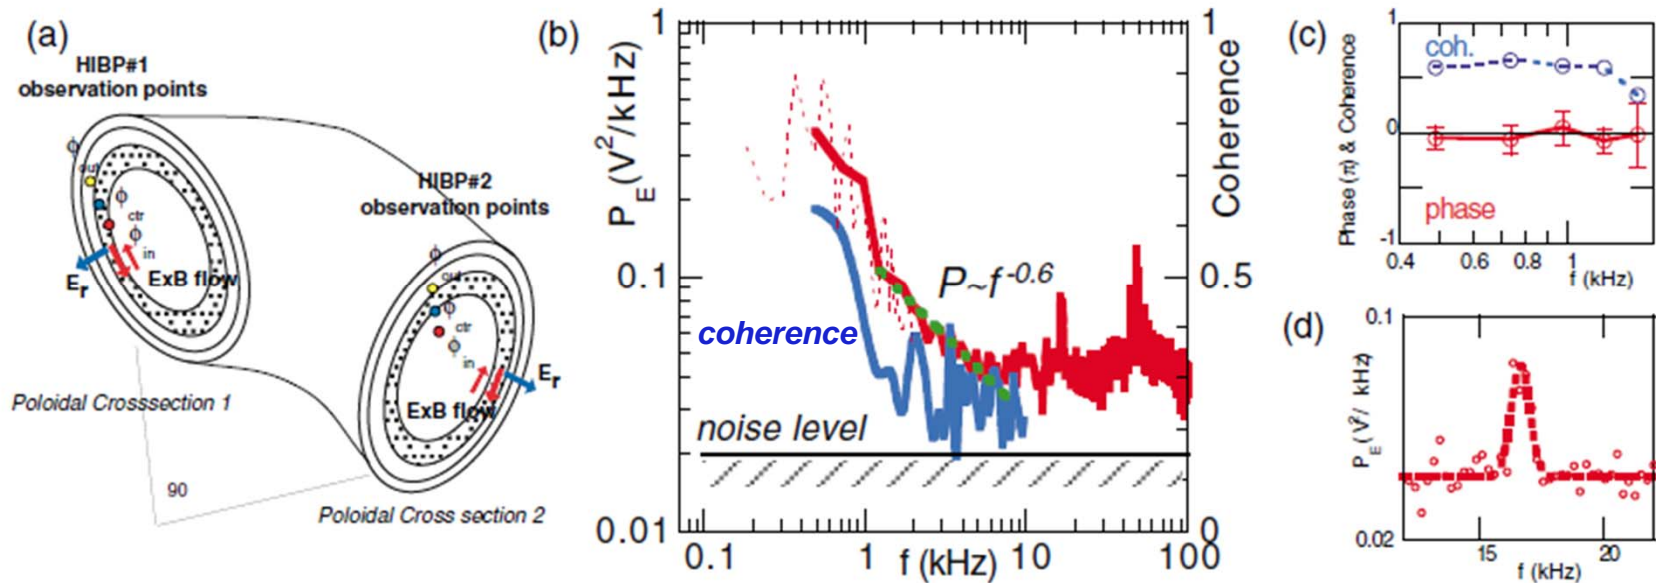 (a)
HIBP#1
observation points
ϕ
out
ϕ
ctr
ϕ
in
ExB flow
Er
Poloidal Crosssection 1
HIBP#2
observation points
ϕ
out
ϕ
ctr
ϕ
in
ExB flow
Er
90
Poloidal Cross section 2
(b)
PE (V²/kHz)
1
0.1
0.01
coherence
noise level
P~f^-0.6
0.1
1
f (kHz)
10
100
1
0.5
0
Coherence
(c)
Phase (π) & Coherence
1
0
-1
coh.
phase
0.4
0.6
0.8
1
f (kHz)
(d)
PE (V²/ kHz)
0.1
0.02
15
20
f (kHz)